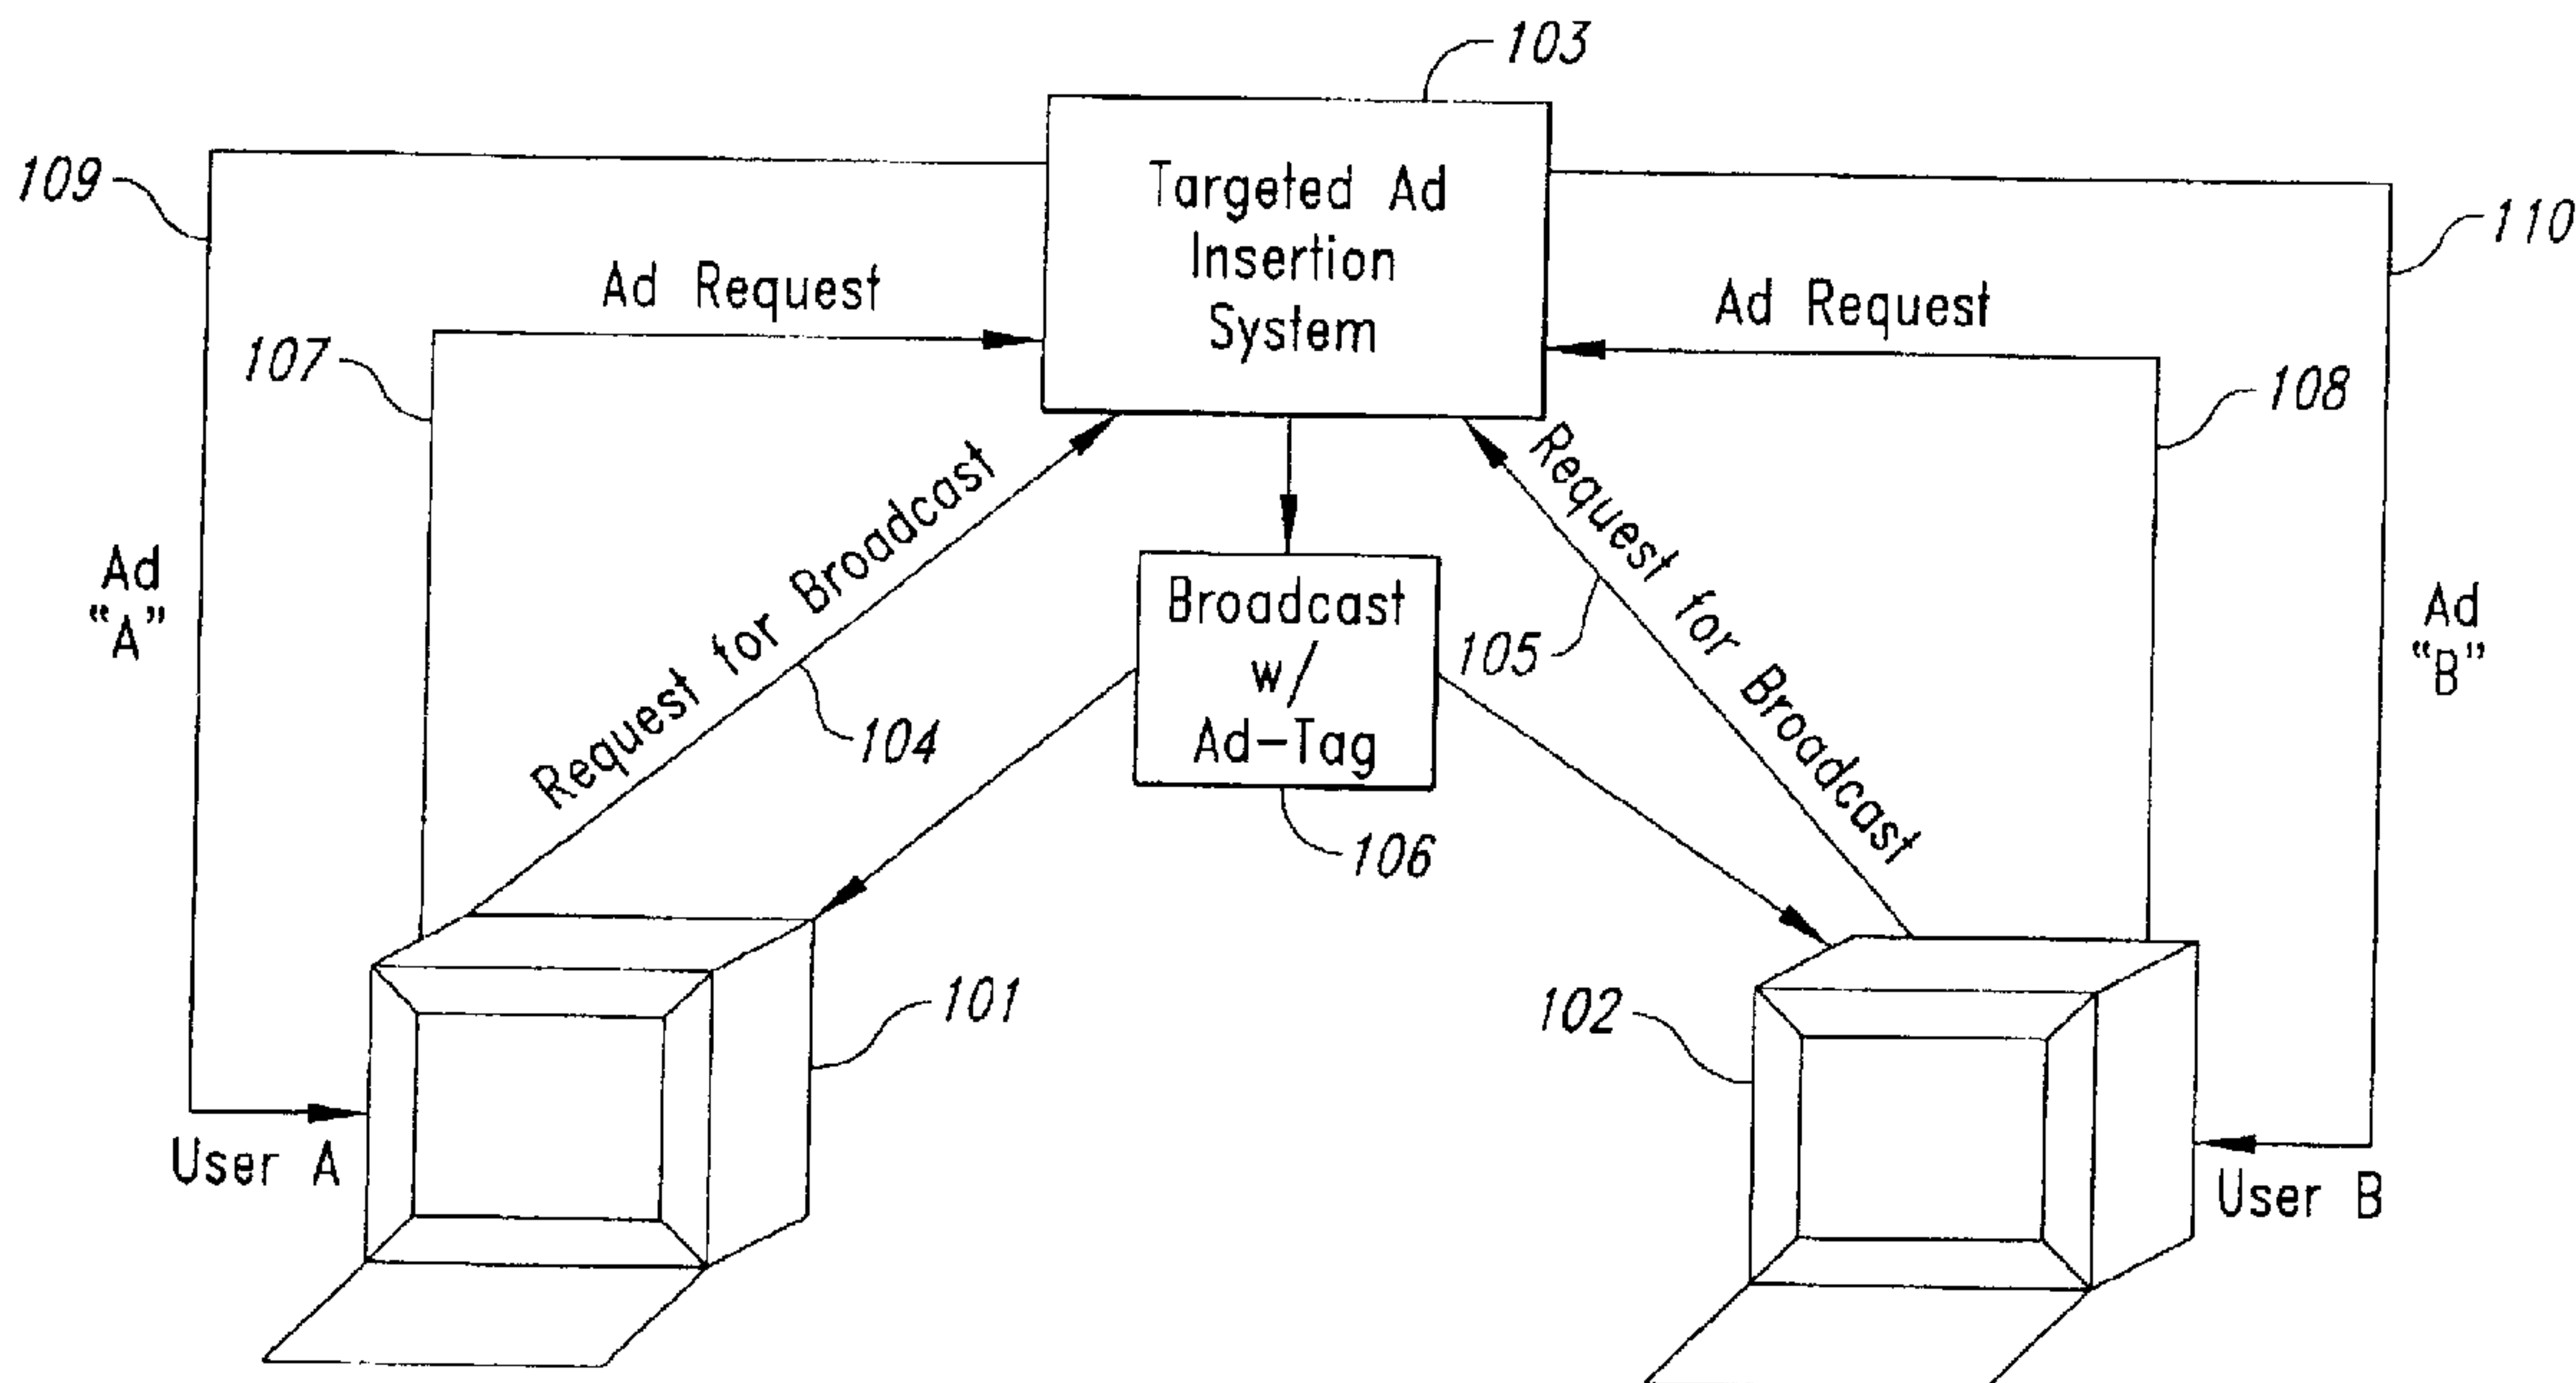 103
109
Targeted Ad
Insertion
System
110
Ad Request
Ad Request
107
108
Request for Broadcast
Request for Broadcast
Ad
"A"
Broadcast
w/
Ad-Tag
105
Ad
"B"
104
106
101
102
User A
User B